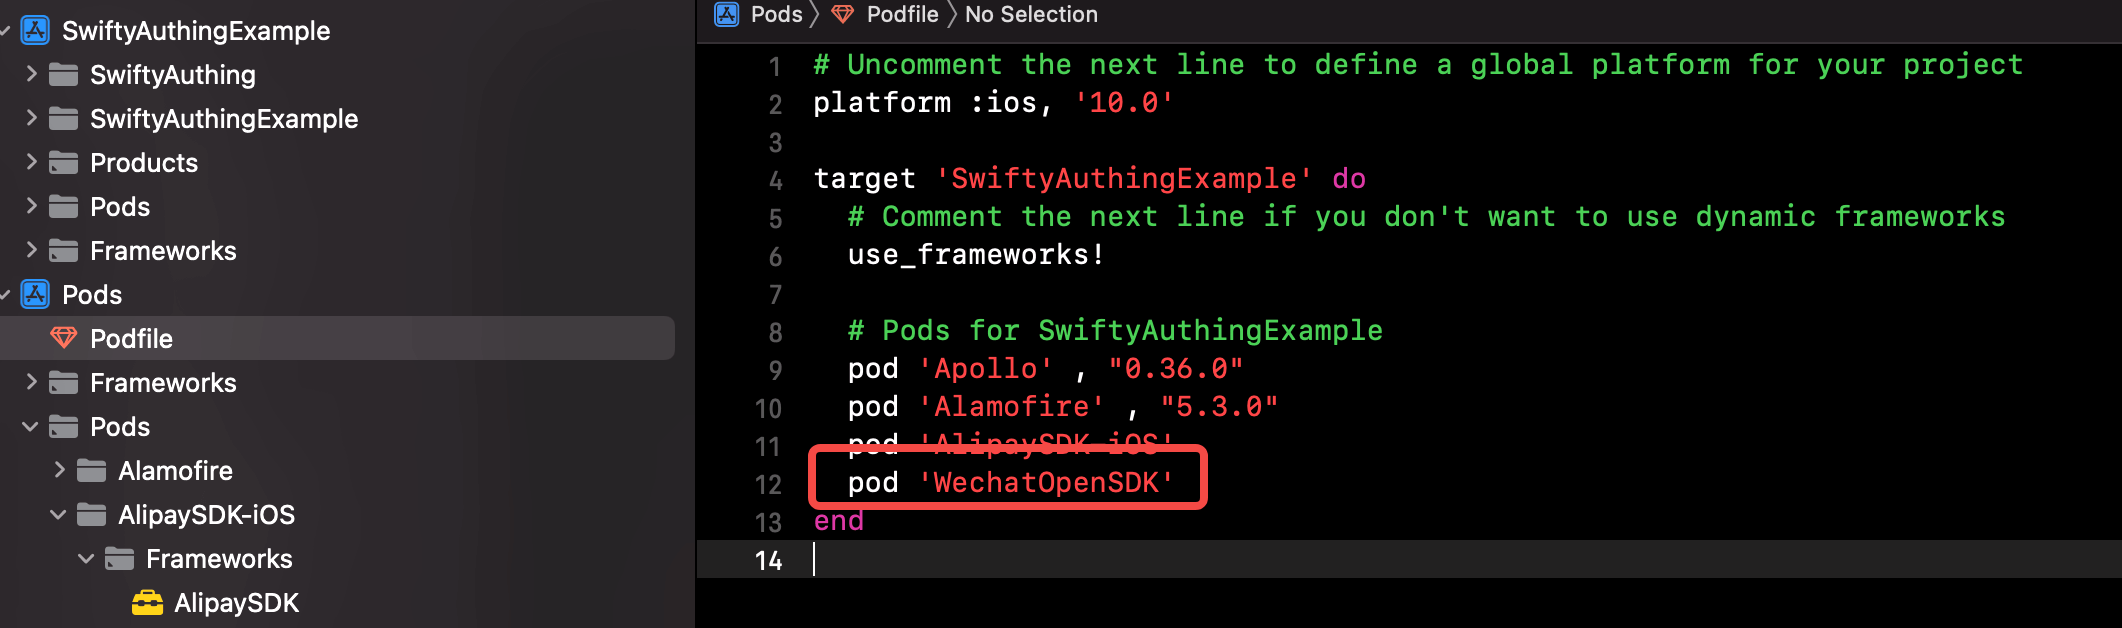 SwiftyAuthingExample
SwiftyAuthing
SwiftyAuthingExample
Products
Pods
Frameworks
Pods
Podfile
Frameworks
Pods
Alamofire
AlipaySDK-iOS
Frameworks
AlipaySDK
Pods Podfile No Selection
1 # Uncomment the next line to define a global platform for your project
2 platform :ios, '10.0'
3
4 target 'SwiftyAuthingExample' do
5 # Comment the next line if you don't want to use dynamic frameworks
6 use_frameworks!
7
8 # Pods for SwiftyAuthingExample
9 pod 'Apollo' , "0.36.0"
10 pod 'Alamofire' , "5.3.0"
11 pod 'AlipaySDK-iOS'
12 pod 'WechatOpenSDK'
13 end
14